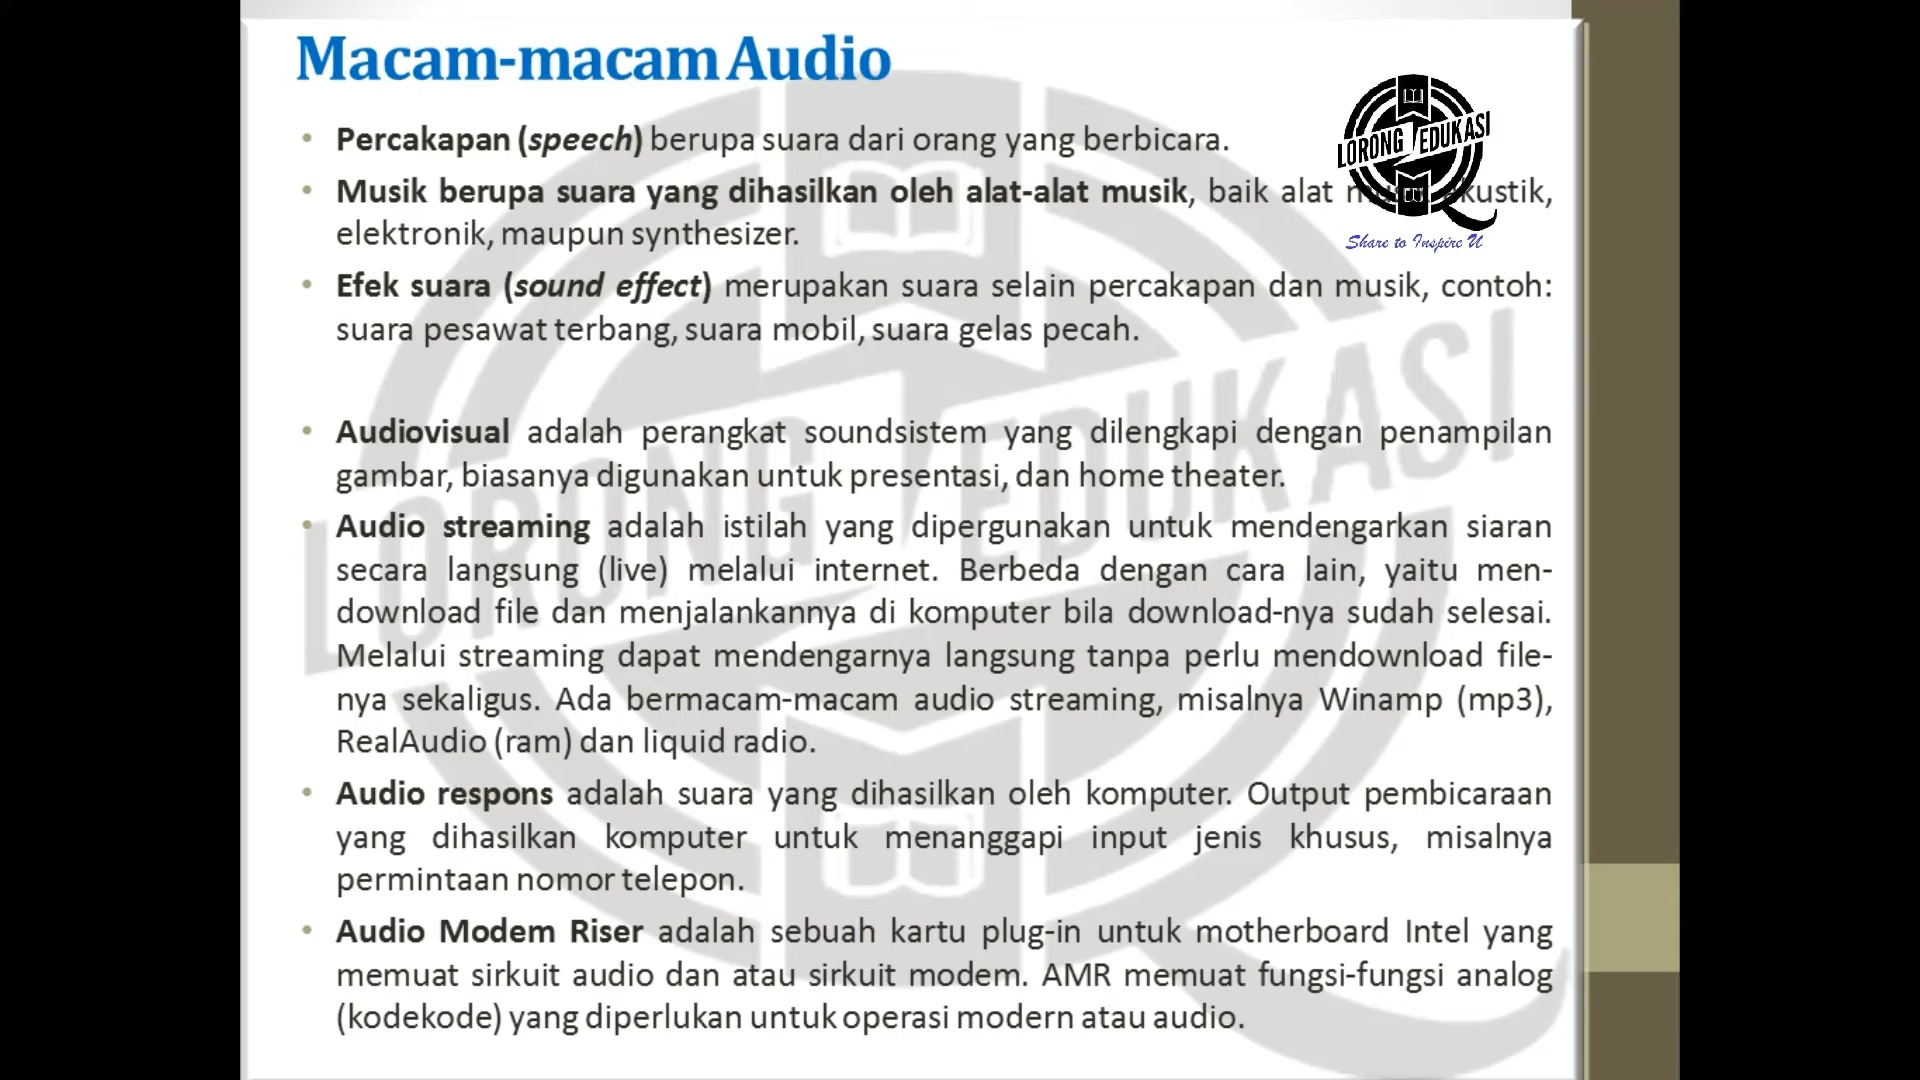 Macam-macam Audio
• Percakapan (speech) berupa suara dari orang yang berbicara.
• Musik berupa suara yang dihasilkan oleh alat-alat musik, baik alat
elektronik, maupun synthesizer.
• Efek suara (sound effect) merupakan suara selain percakapan dan musik, contoh:
suara pesawat terbang, suara mobil, suara gelas pecah.
• Audiovisual adalah perangkat soundsistem yang dilengkapi dengan penampilan
gambar, biasanya digunakan untuk presentasi, dan home theater.
• Audio streaming adalah istilah yang dipergunakan untuk mendengarkan siaran
secara langsung (live) melalui internet. Berbeda dengan cara lain, yaitu men-
download file dan menjalankannya di komputer bila download-nya sudah selesai.
Melalui streaming dapat mendengarnya langsung tanpa perlu mendownload file-
nya sekaligus. Ada bermacam-macam audio streaming, misalnya Winamp (mp3),
RealAudio (ram) dan liquid radio.
• Audio respons adalah suara yang dihasilkan oleh komputer. Output pembicaraan
yang dihasilkan komputer untuk menanggapi input jenis khusus, misalnya
permintaan nomor telepon.
• Audio Modem Riser adalah sebuah kartu plug-in untuk motherboard Intel yang
memuat sirkuit audio dan atau sirkuit modem. AMR memuat fungsi-fungsi analog
(kodekode) yang diperlukan untuk operasi modern atau audio.
LORONG EDUKASI
Share to Inspire U
LORONG EDUKASI